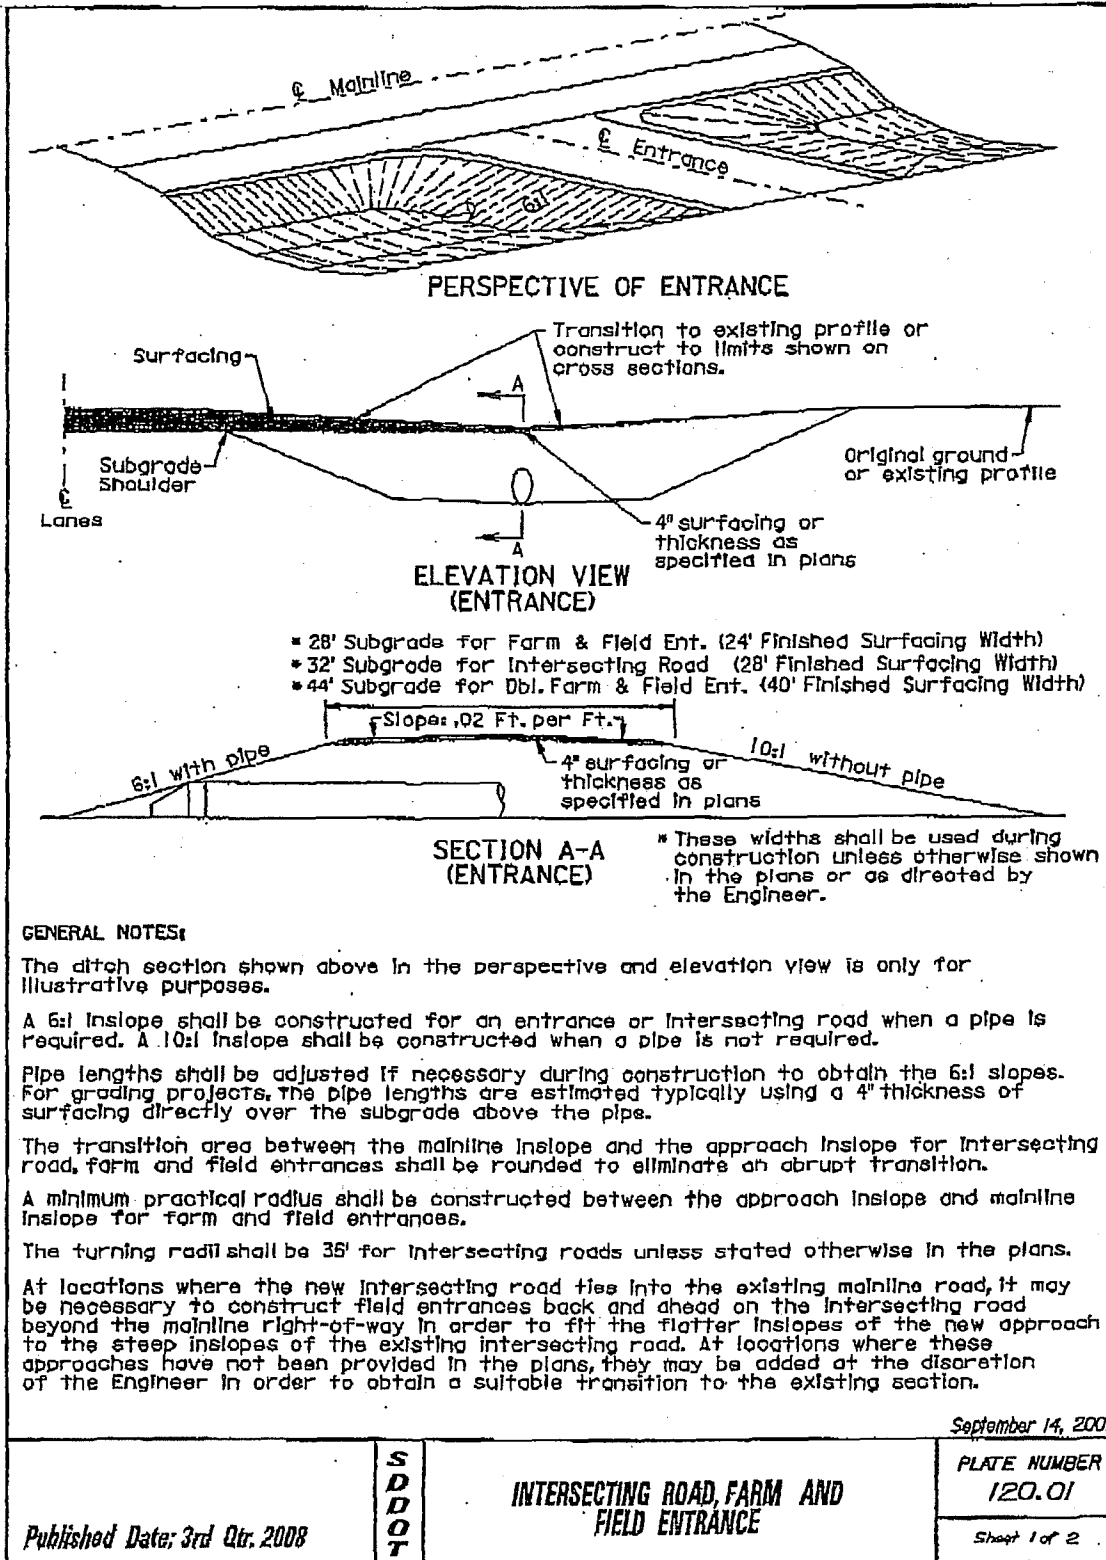 ℄ Mainline
℄ Entrance
6:1
PERSPECTIVE OF ENTRANCE
Transition to existing profile or
construct to limits shown on
cross sections.
Surfacing
A
Subgrade
Shoulder
Original ground
or existing profile
℄
Lanes
4" surfacing or
thickness as
specified in plans
A
ELEVATION VIEW
(ENTRANCE)
* 28' Subgrade for Farm & Field Ent. (24' Finished Surfacing Width)
* 32' Subgrade for Intersecting Road (28' Finished Surfacing Width)
* 44' Subgrade for Dbl. Farm & Field Ent. (40' Finished Surfacing Width)
Slope: .02 Ft. per Ft.
6:1 with pipe
10:1 without pipe
4" surfacing or
thickness as
specified in plans
SECTION A-A
(ENTRANCE)
* These widths shall be used during
construction unless otherwise shown
in the plans or as directed by
the Engineer.
GENERAL NOTES:
The ditch section shown above in the perspective and elevation view is only for
illustrative purposes.
A 6:1 inslope shall be constructed for an entrance or intersecting road when a pipe is
required. A 10:1 inslope shall be constructed when a pipe is not required.
Pipe lengths shall be adjusted if necessary during construction to obtain the 6:1 slopes.
For grading projects, the pipe lengths are estimated typically using a 4" thickness of
surfacing directly over the subgrade above the pipe.
The transition area between the mainline inslope and the approach inslope for intersecting
road, farm and field entrances shall be rounded to eliminate an abrupt transition.
A minimum practical radius shall be constructed between the approach inslope and mainline
inslope for farm and field entrances.
The turning radii shall be 35' for intersecting roads unless stated otherwise in the plans.
At locations where the new intersecting road ties into the existing mainline road, it may
be necessary to construct field entrances back and ahead on the intersecting road
beyond the mainline right-of-way in order to fit the flatter inslopes of the new approach
to the steep inslopes of the existing intersecting road. At locations where these
approaches have not been provided in the plans, they may be added at the discretion
of the Engineer in order to obtain a suitable transition to the existing section.
September 14, 200
Published Date: 3rd Qtr. 2008
SDDOT
INTERSECTING ROAD, FARM AND
FIELD ENTRANCE
PLATE NUMBER
120.01
Sheet 1 of 2